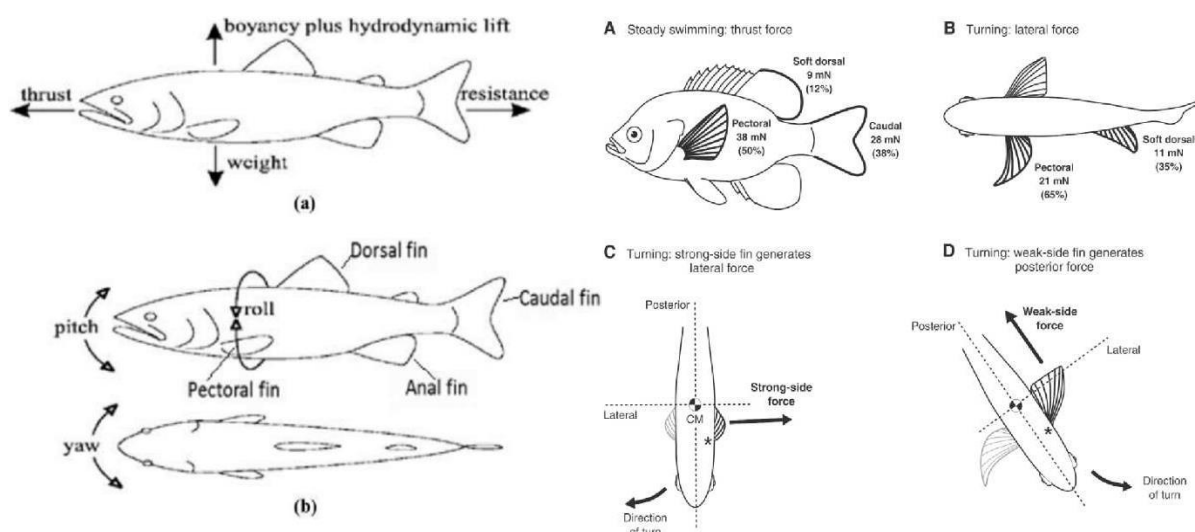 boyancy plus hydrodynamic lift
thrust
resistance
weight
(a)
Dorsal fin
Caudal fin
roll
pitch
Pectoral fin
Anal fin
yaw
(b)
A Steady swimming: thrust force
Soft dorsal
9 mN
(12%)
Pectoral
38 mN
(50%)
Caudal
28 mN
(38%)
B Turning: lateral force
Soft dorsal
11 mN
(35%)
Pectoral
21 mN
(65%)
C Turning: strong-side fin generates
lateral force
Posterior
Strong-side
force
Lateral
CM
*
Direction
of turn
D Turning: weak-side fin generates
posterior force
Weak-side
force
Posterior
Lateral
*
Direction
of turn